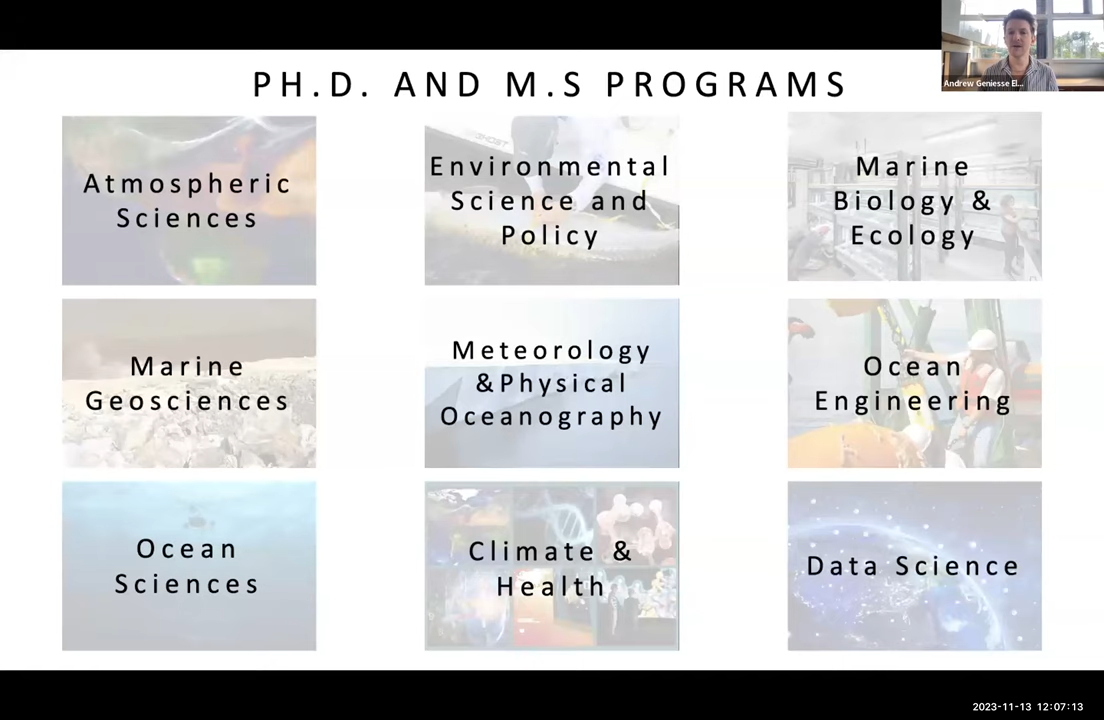 PH.D. AND M.S PROGRAMS
Andrew Geniesse El...
Atmospheric
Sciences
Environmental
Science and
Policy
Marine
Biology &
Ecology
Marine
Geosciences
Meteorology
&Physical
Oceanography
Ocean
Engineering
Ocean
Sciences
Climate &
Health
Data Science
2023-11-13 12:07:13